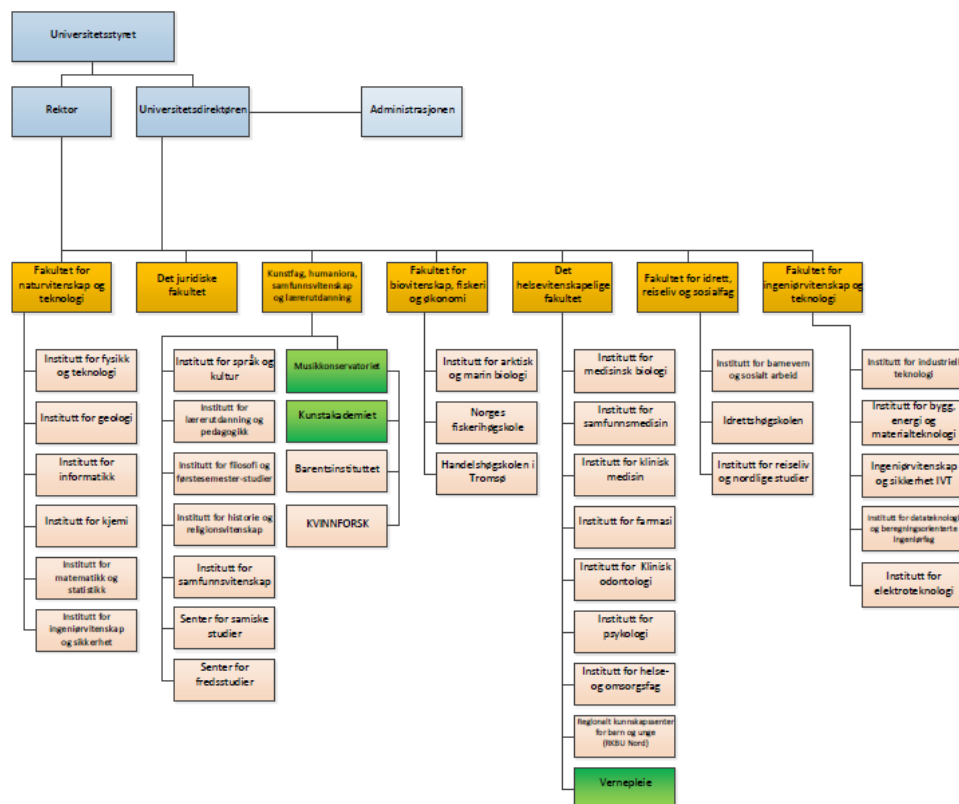 Universitetsstyret
Rektor
Universitetsdirektøren
Administrasjonen
Fakultet for
naturvitenskap og
teknologi
Det juridiske
fakultet
Kunstfag, humaniora,
samfunnsvitenskap
og lærerutdanning
Fakultet for
biovitenskap, fiskeri
og økonomi
Det
helsevitenskapelige
fakultet
Fakultet for idrett,
reiseliv og sosialfag
Fakultet for
ingeniørvitenskap og
teknologi
Institutt for fysikk
og teknologi
Institutt for geologi
Institutt for
informatikk
Institutt for kjemi
Institutt for
matematikk og
statistikk
Institutt for
ingeniørvitenskap
og sikkerhet
Institutt for språk og
kultur
Institutt for
lærerutdanning og
pedagogikk
Institutt for filosofi og
førstesemester-studier
Institutt for historie og
religionsvitenskap
Institutt for
samfunnsvitenskap
Senter for samiske
studier
Senter for
fredsstudier
Musikkonservatoriet
Kunstakademiet
Barentsinstituttet
KVINNFORSK
Institutt for arktisk
og marin biologi
Norges
fiskerihøgskole
Handelshøgskolen i
Tromsø
Institutt for
medisinsk biologi
Institutt for
samfunnsmedisin
Institutt for klinisk
medisin
Institutt for farmasi
Institutt for Klinisk
odontologi
Institutt for
psykologi
Institutt for helse-
og omsorgsfag
Regionalt kunnskapssenter
for barn og unge
(RKBU Nord)
Vernepleie
Institutt for barnevern
og sosialt arbeid
Idrettshøgskolen
Institutt for reiseliv
og nordlige studier
Institutt for industriell
teknologi
Institutt for bygg,
energi og
materialteknologi
Ingeniørvitenskap
og sikkerhet IVT
Institutt for datateknologi
og beregningsorienterte
ingeniørfag
Institutt for
elektroteknologi